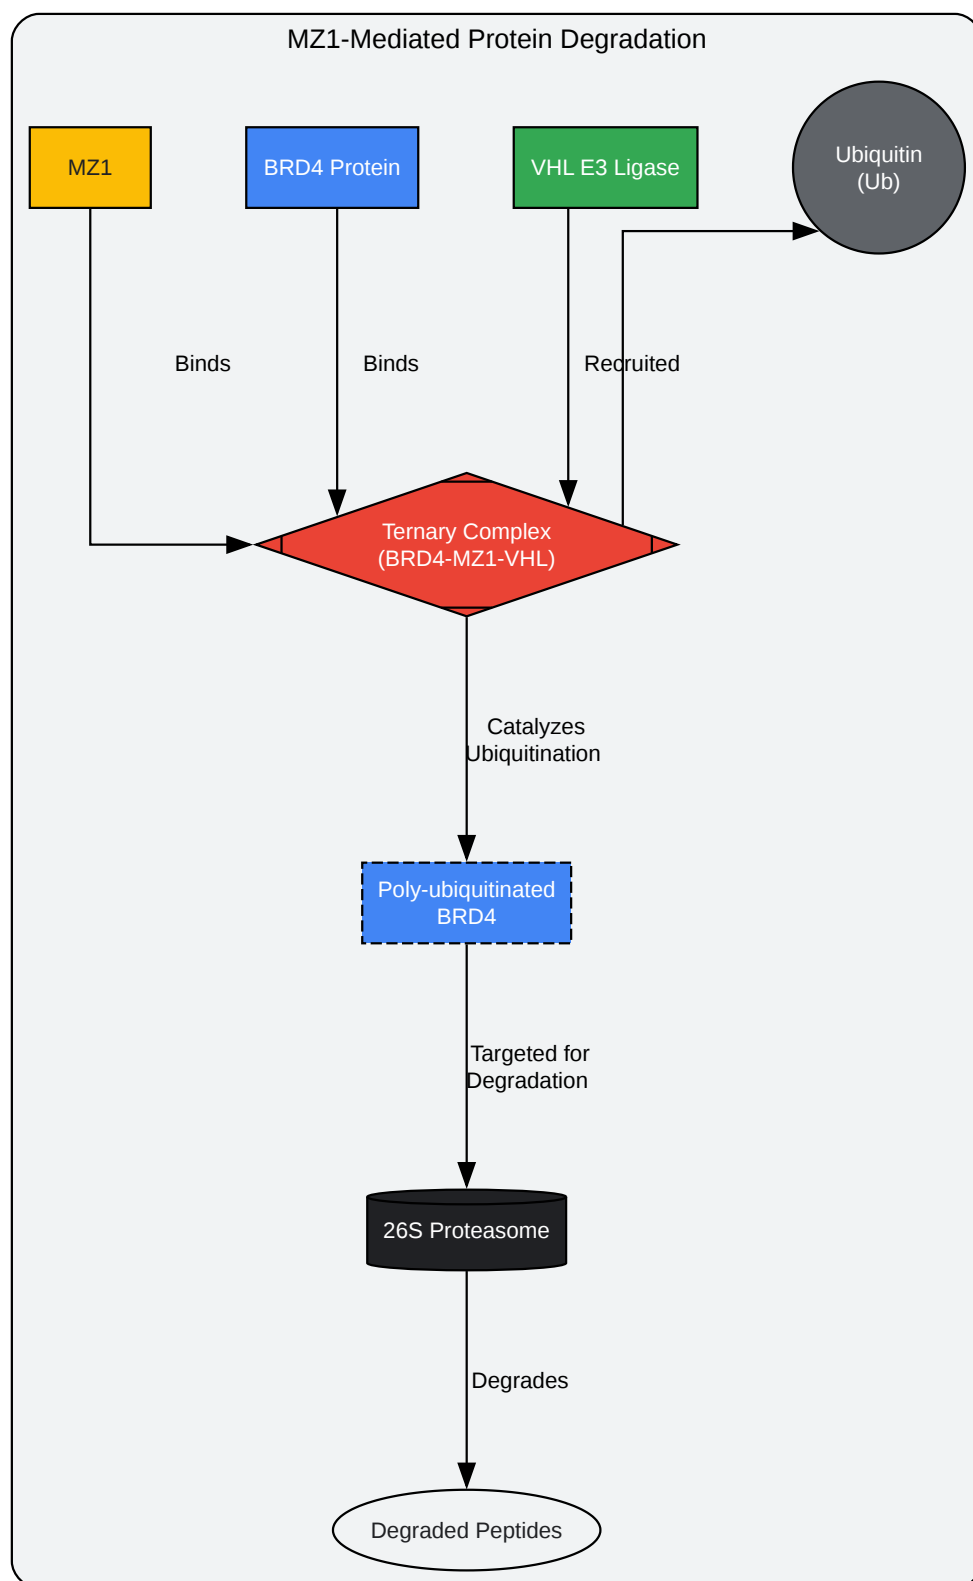 MZ1-Mediated Protein Degradation
MZ1
BRD4 Protein
VHL E3 Ligase
Ubiquitin
(Ub)
Binds
Binds
Recruited
Ternary Complex
(BRD4-MZ1-VHL)
Catalyzes
Ubiquitination
Poly-ubiquitinated
BRD4
Targeted for
Degradation
26S Proteasome
Degrades
Degraded Peptides